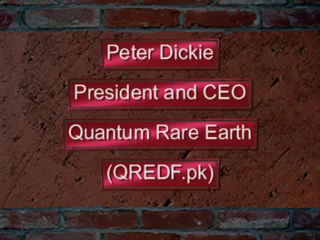 Peter Dickie
President and CEO
Quantum Rare Earth
(QREDF.pk)